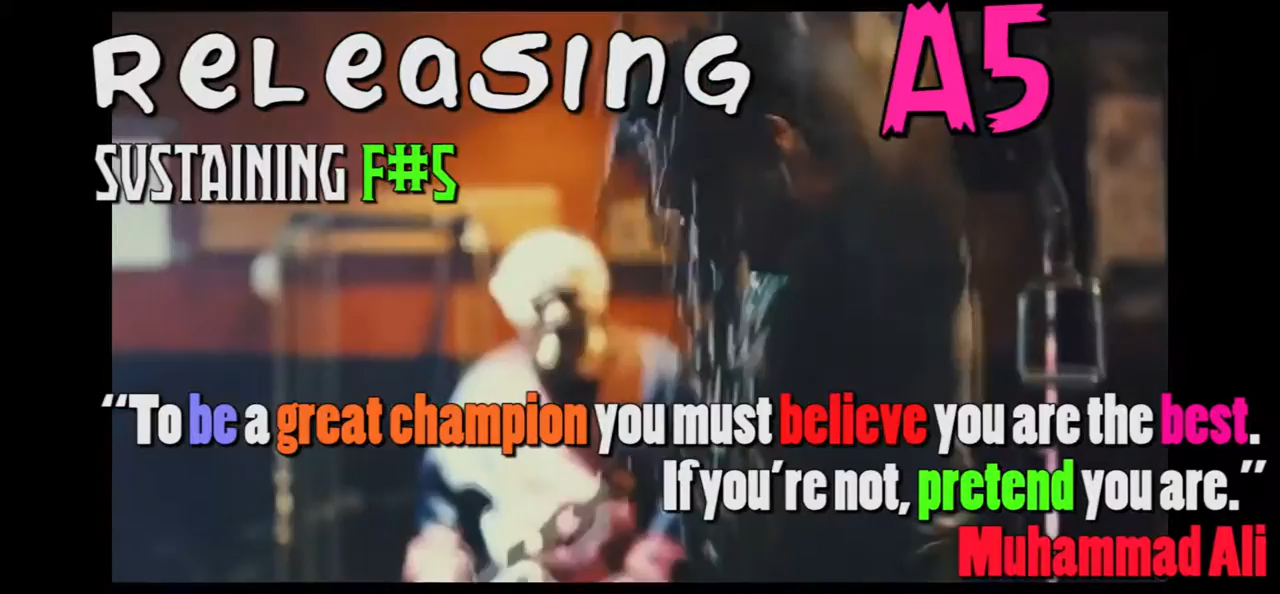 ReLeaSInG A5
SUSTAINING F#5
“To be a great champion you must believe you are the best.
If you’re not, pretend you are.”
Muhammad Ali